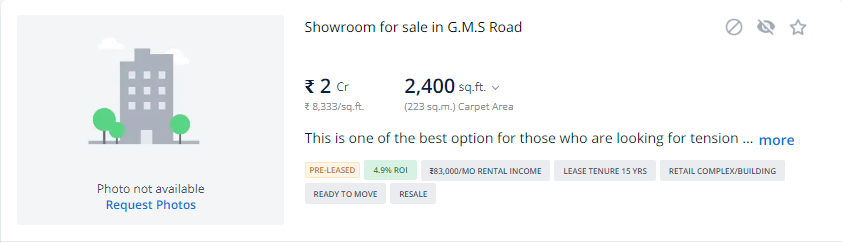 Showroom for sale in G.M.S Road
₹ 2 Cr
₹ 8,333/sq.ft.
2,400 sq.ft.
(223 sq.m.) Carpet Area
This is one of the best option for those who are looking for tension ... more
PRE-LEASED 4.9% ROI ₹83,000/MO RENTAL INCOME LEASE TENURE 15 YRS RETAIL COMPLEX/BUILDING
READY TO MOVE RESALE
Photo not available
Request Photos